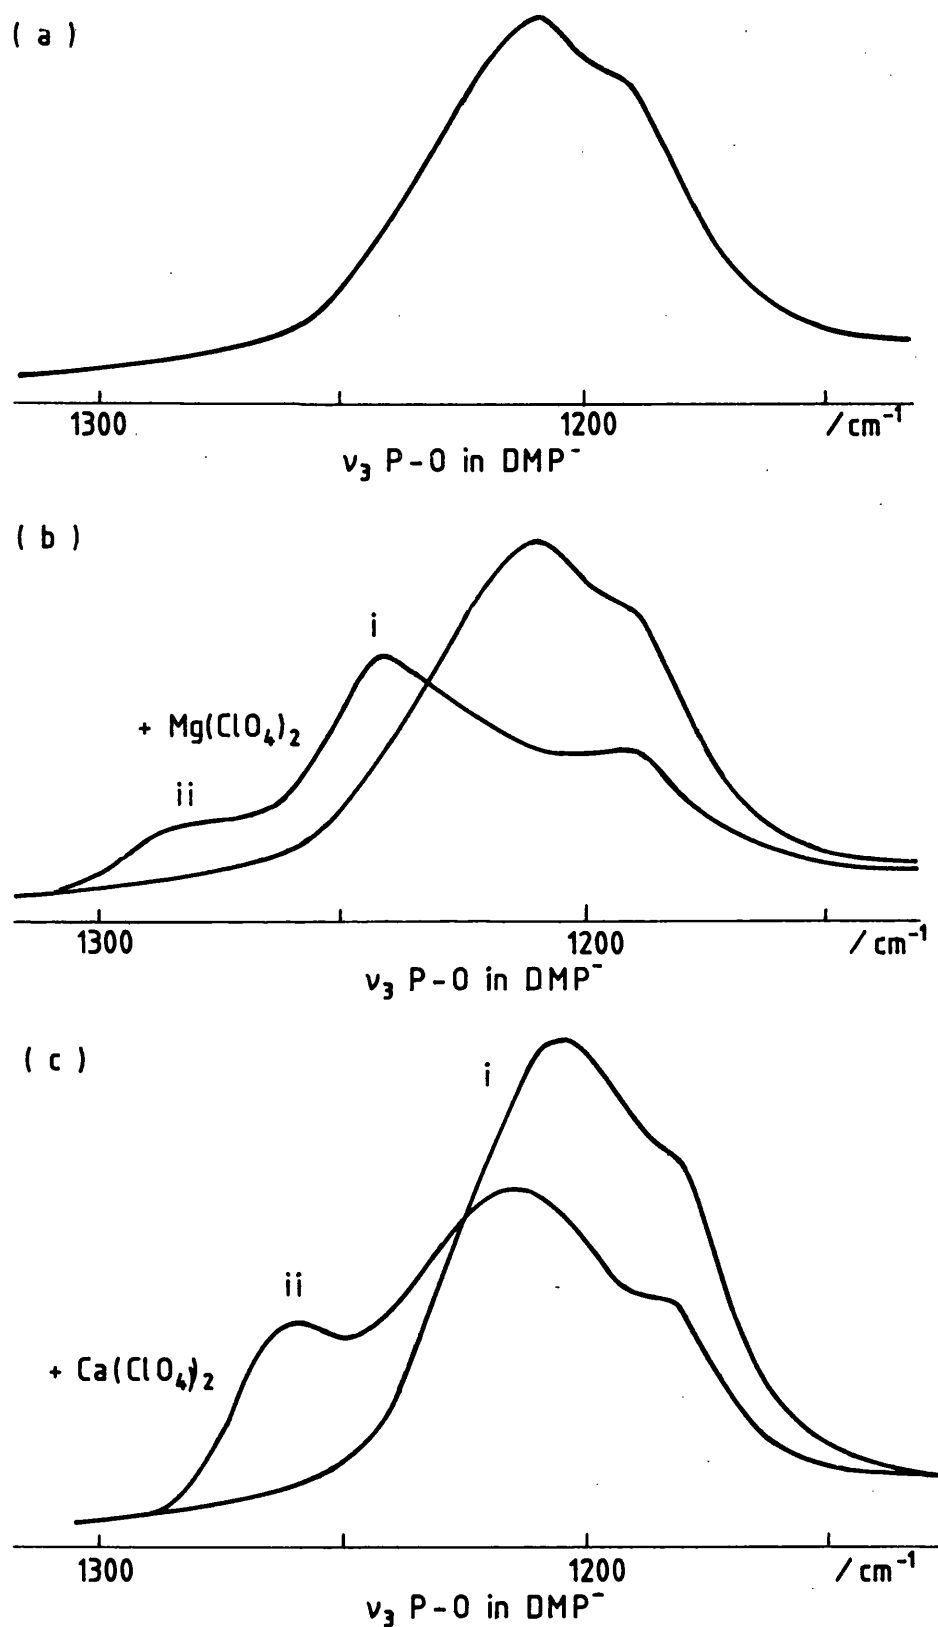 ( a )
1300 1200 /cm⁻¹
ν₃ P-O in DMP⁻
( b )
i
+ Mg(ClO₄)₂
ii
1300 1200 /cm⁻¹
ν₃ P-O in DMP⁻
( c )
i
ii
+ Ca(ClO₄)₂
1300 1200 /cm⁻¹
ν₃ P-O in DMP⁻